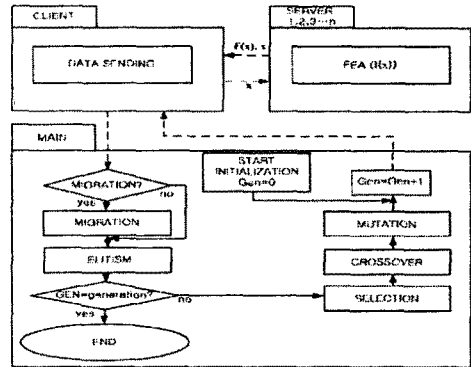 CLIENT
SERVER
1,2,3...n
DATA SENDING
F(x), x
x
FEA (f(x))
MAIN
START
INITIALIZATION
Gen=0
Gen=Gen+1
MIGRATION?
yes
no
MIGRATION
MUTATION
ELITISM
CROSSOVER
GEN=generation?
no
SELECTION
yes
END